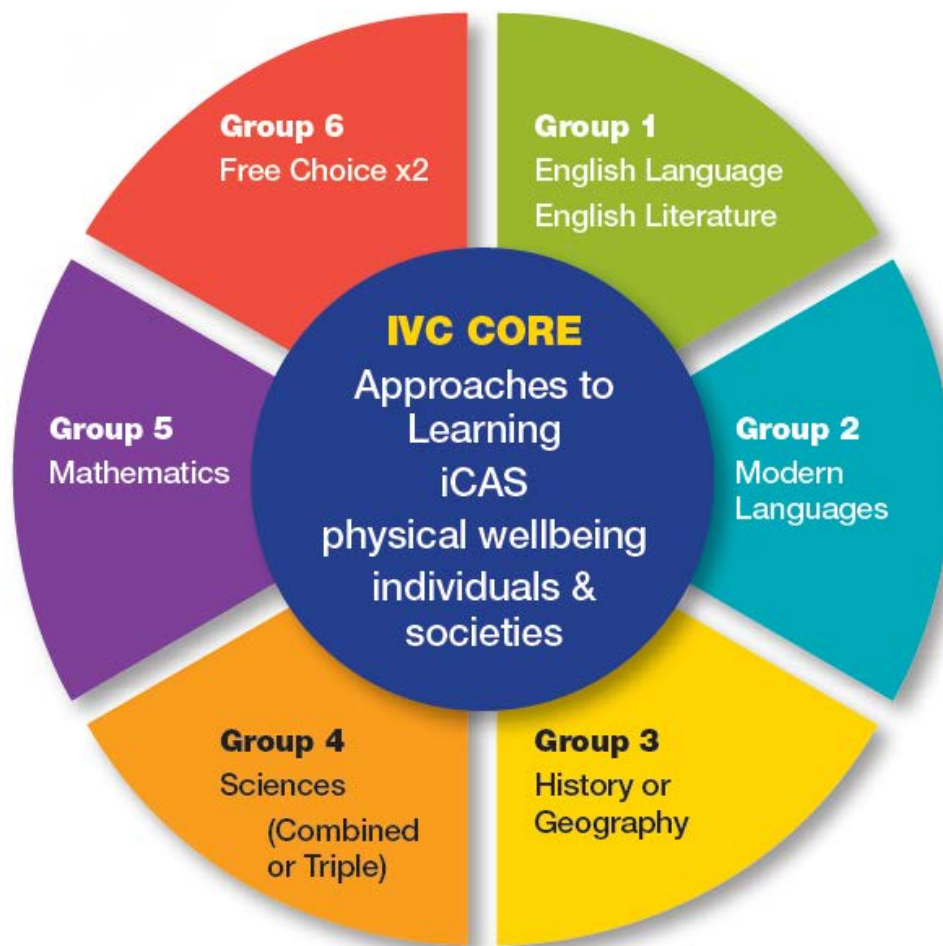 Group 6
Free Choice x2
Group 1
English Language
English Literature
IVC CORE
Approaches to
Learning
iCAS
physical wellbeing
individuals &
societies
Group 5
Mathematics
Group 2
Modern
Languages
Group 4
Sciences
(Combined
or Triple)
Group 3
History or
Geography